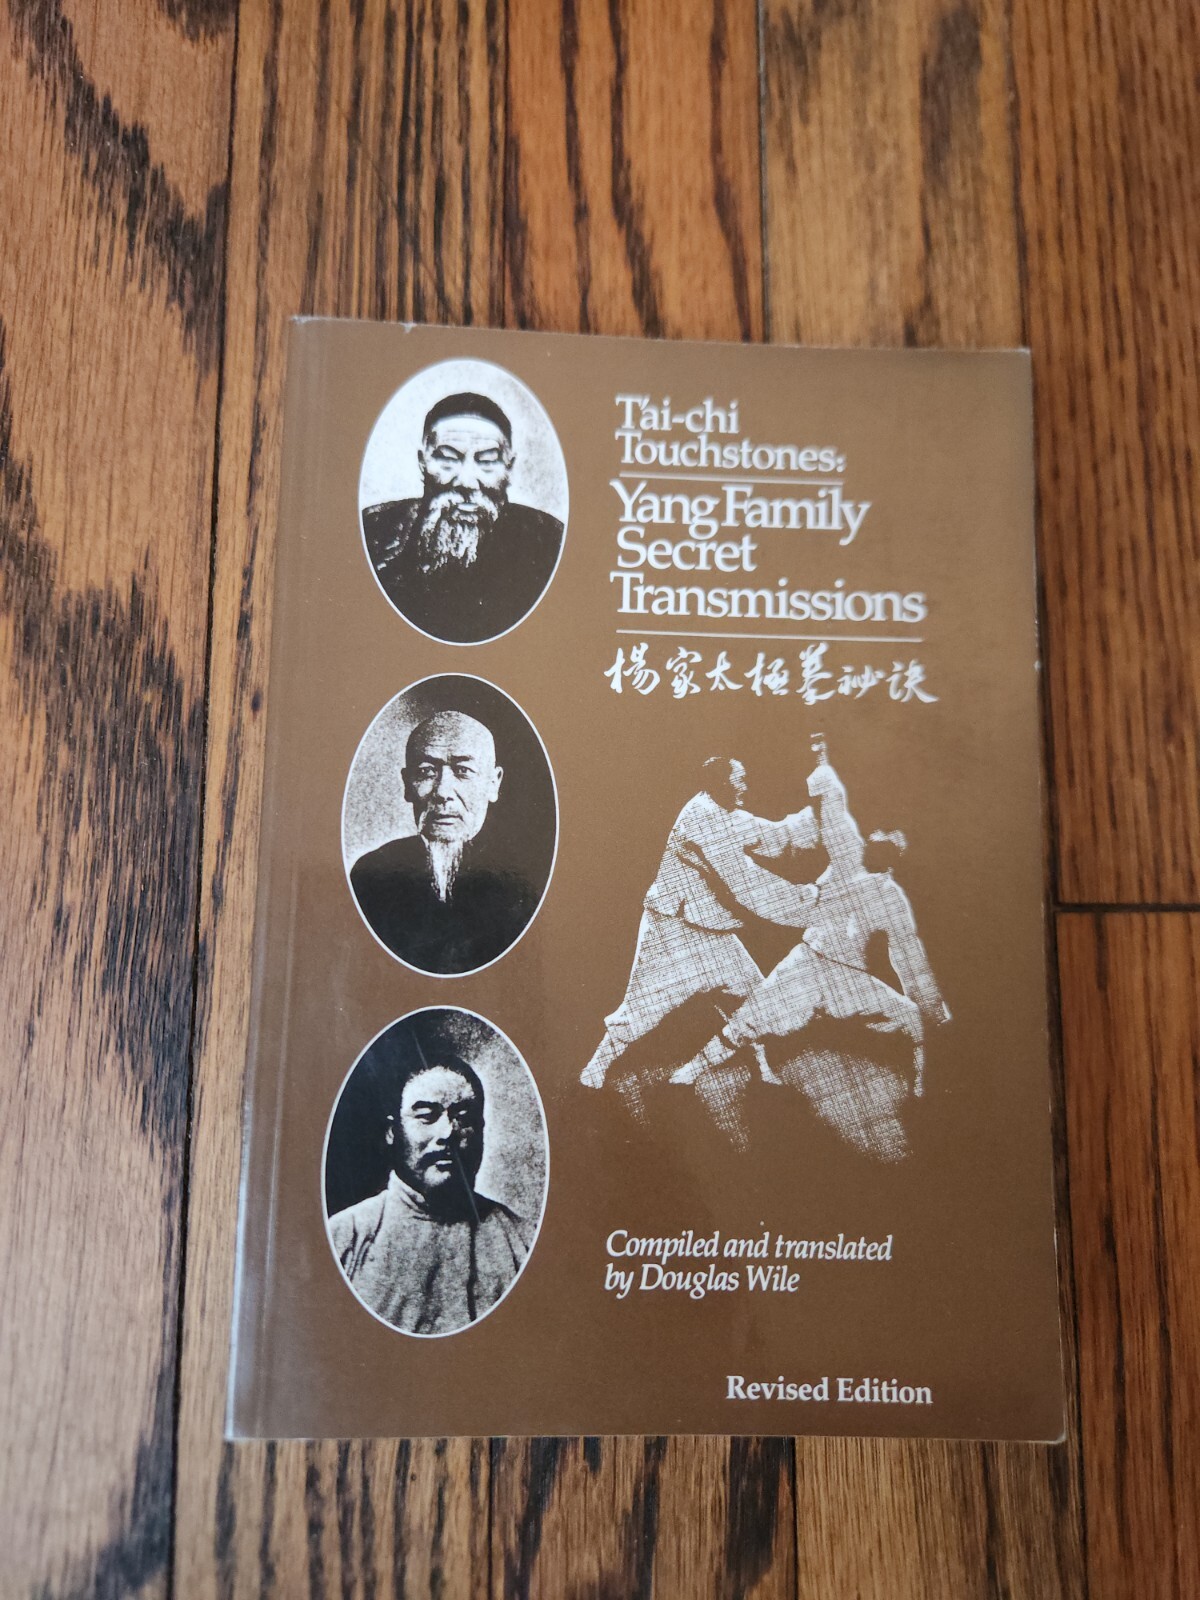 T'ai-chi
Touchstones:
Yang Family
Secret
Transmissions
楊家太極拳祕訣
Compiled and translated
by Douglas Wile
Revised Edition